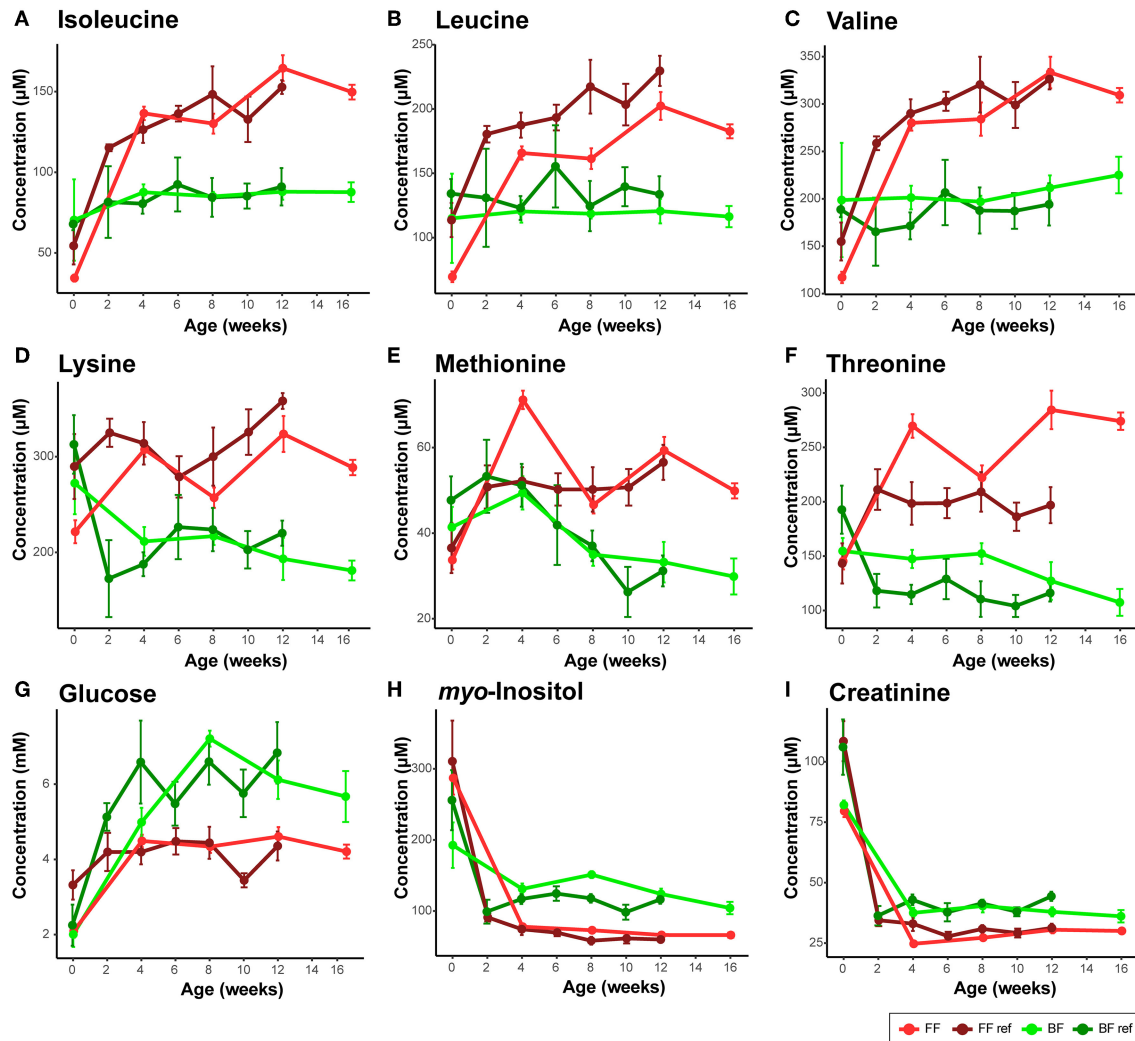 A Isoleucine
Concentration (µM)
150
100
50
0 2 4 6 8 10 12 14 16
Age (weeks)
B Leucine
Concentration (µM)
250
200
150
100
0 2 4 6 8 10 12 14 16
Age (weeks)
C Valine
Concentration (µM)
350
300
250
200
150
100
0 2 4 6 8 10 12 14 16
Age (weeks)
D Lysine
Concentration (µM)
300
200
0 2 4 6 8 10 12 14 16
Age (weeks)
E Methionine
Concentration (µM)
60
40
20
0 2 4 6 8 10 12 14 16
Age (weeks)
F Threonine
Concentration (µM)
300
250
200
150
100
0 2 4 6 8 10 12 14 16
Age (weeks)
G Glucose
Concentration (mM)
6
4
2
0 2 4 6 8 10 12 14 16
Age (weeks)
H myo-Inositol
Concentration (µM)
300
200
100
0 2 4 6 8 10 12 14 16
Age (weeks)
I Creatinine
Concentration (µM)
100
75
50
25
0 2 4 6 8 10 12 14 16
Age (weeks)
FF FF ref BF BF ref